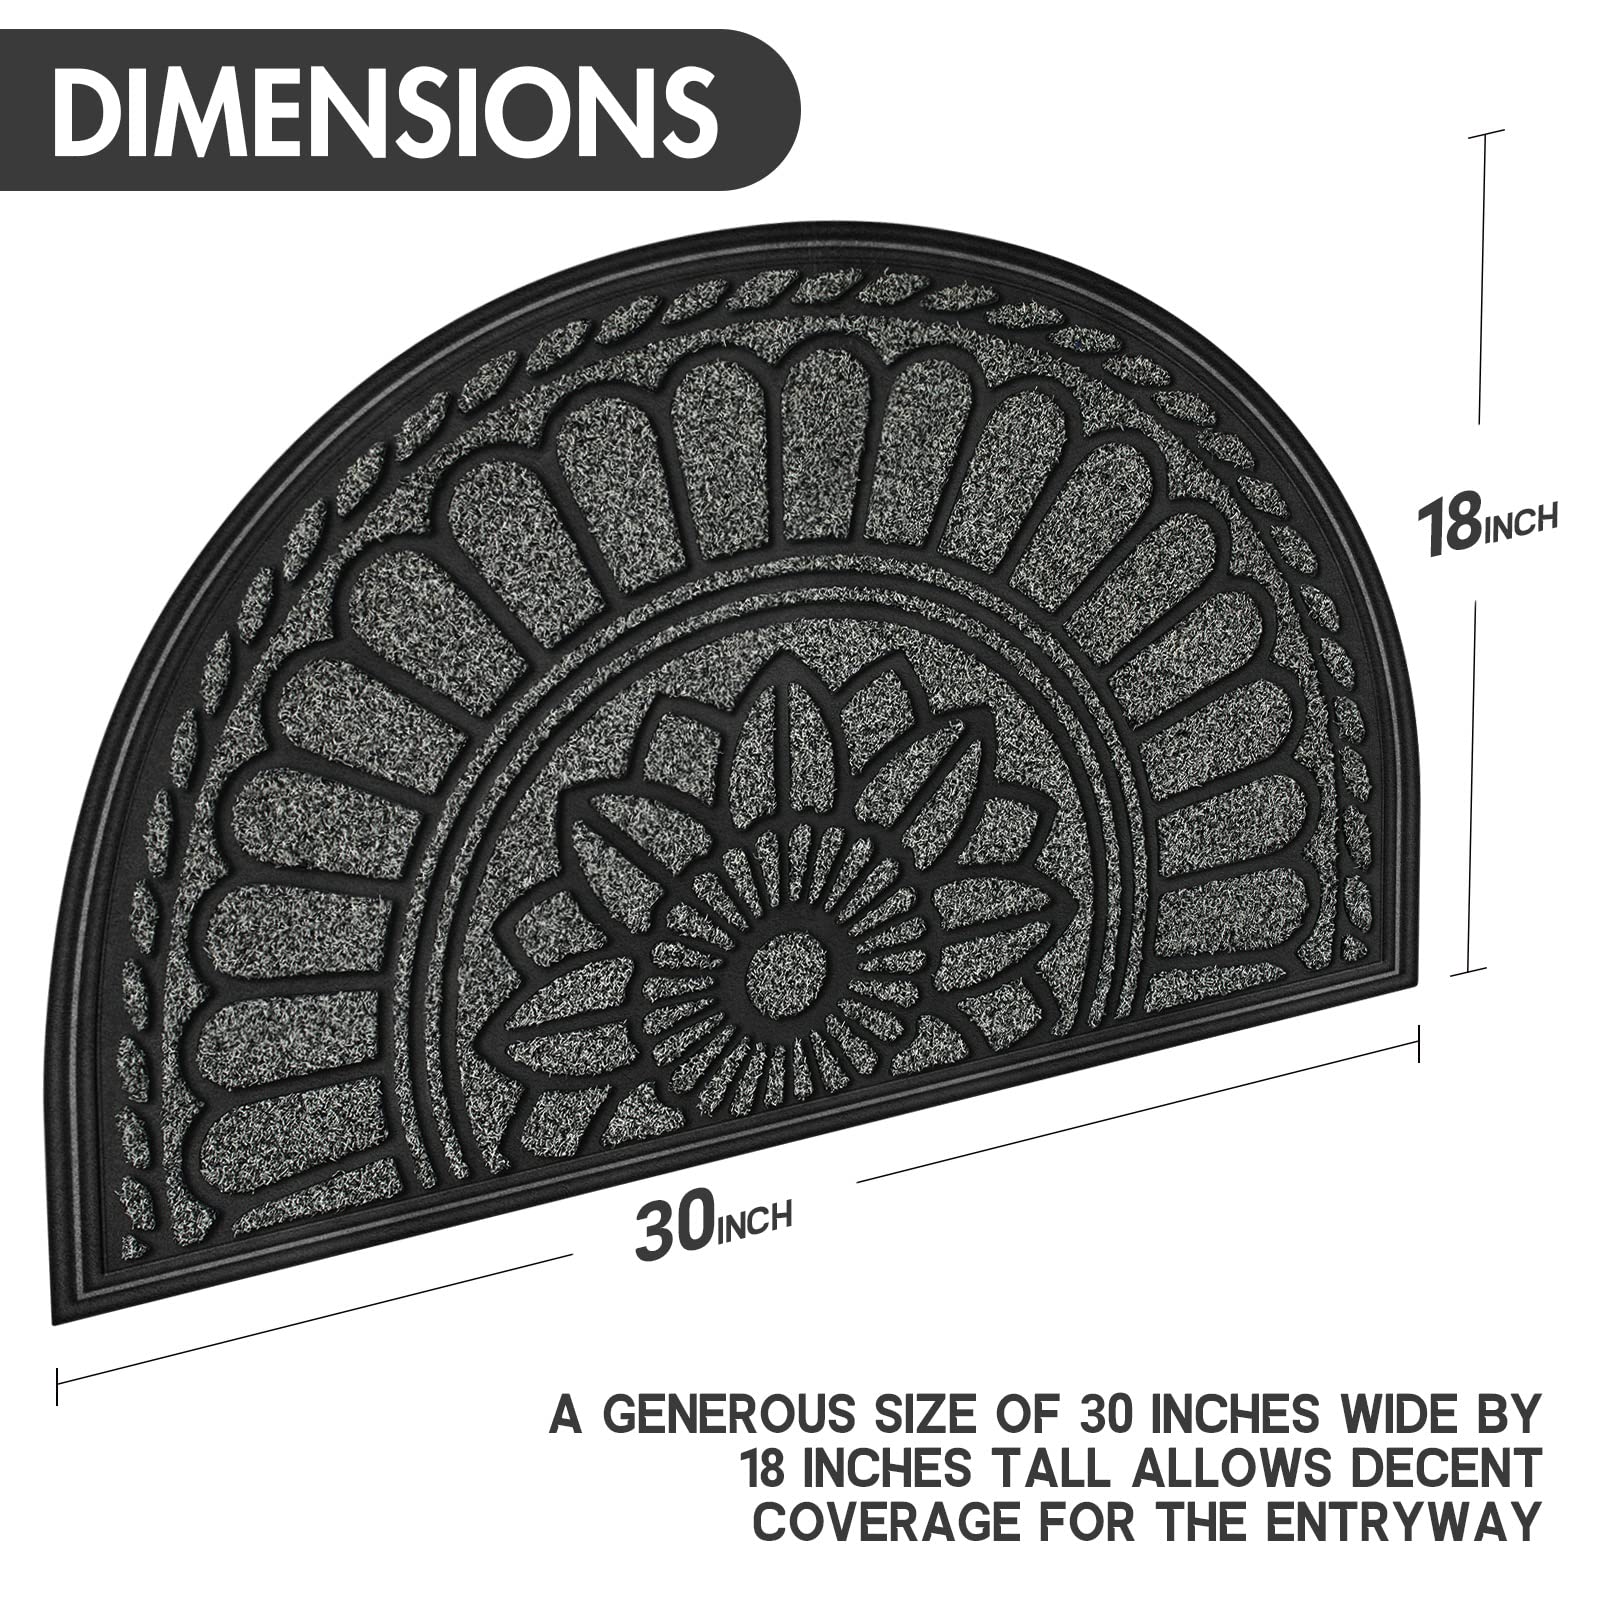 DIMENSIONS
18INCH
30INCH
A GENEROUS SIZE OF 30 INCHES WIDE BY
18 INCHES TALL ALLOWS DECENT
COVERAGE FOR THE ENTRYWAY